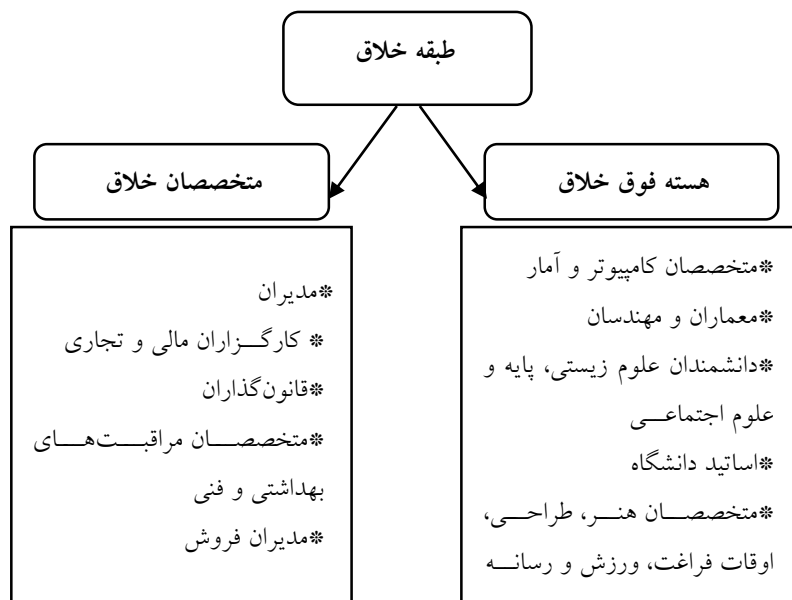 طبقه خلاق
هسته فوق خلاق
*متخصصان کامپیوتر و آمار
*معماران و مهندسان
*دانشمندان علوم زیستی، پایه و
علوم اجتماعـــی
*اساتید دانشگاه
*متخصصـــان هنـــر، طراحـــی،
اوقات فراغت، ورزش و رسانـــه
متخصصان خلاق
*مدیران
* کارگـــزاران مالی و تجاری
*قانون‌گذاران
*متخصصـــان مراقبـــت‌هـــای
بهداشتی و فنی
*مدیران فروش